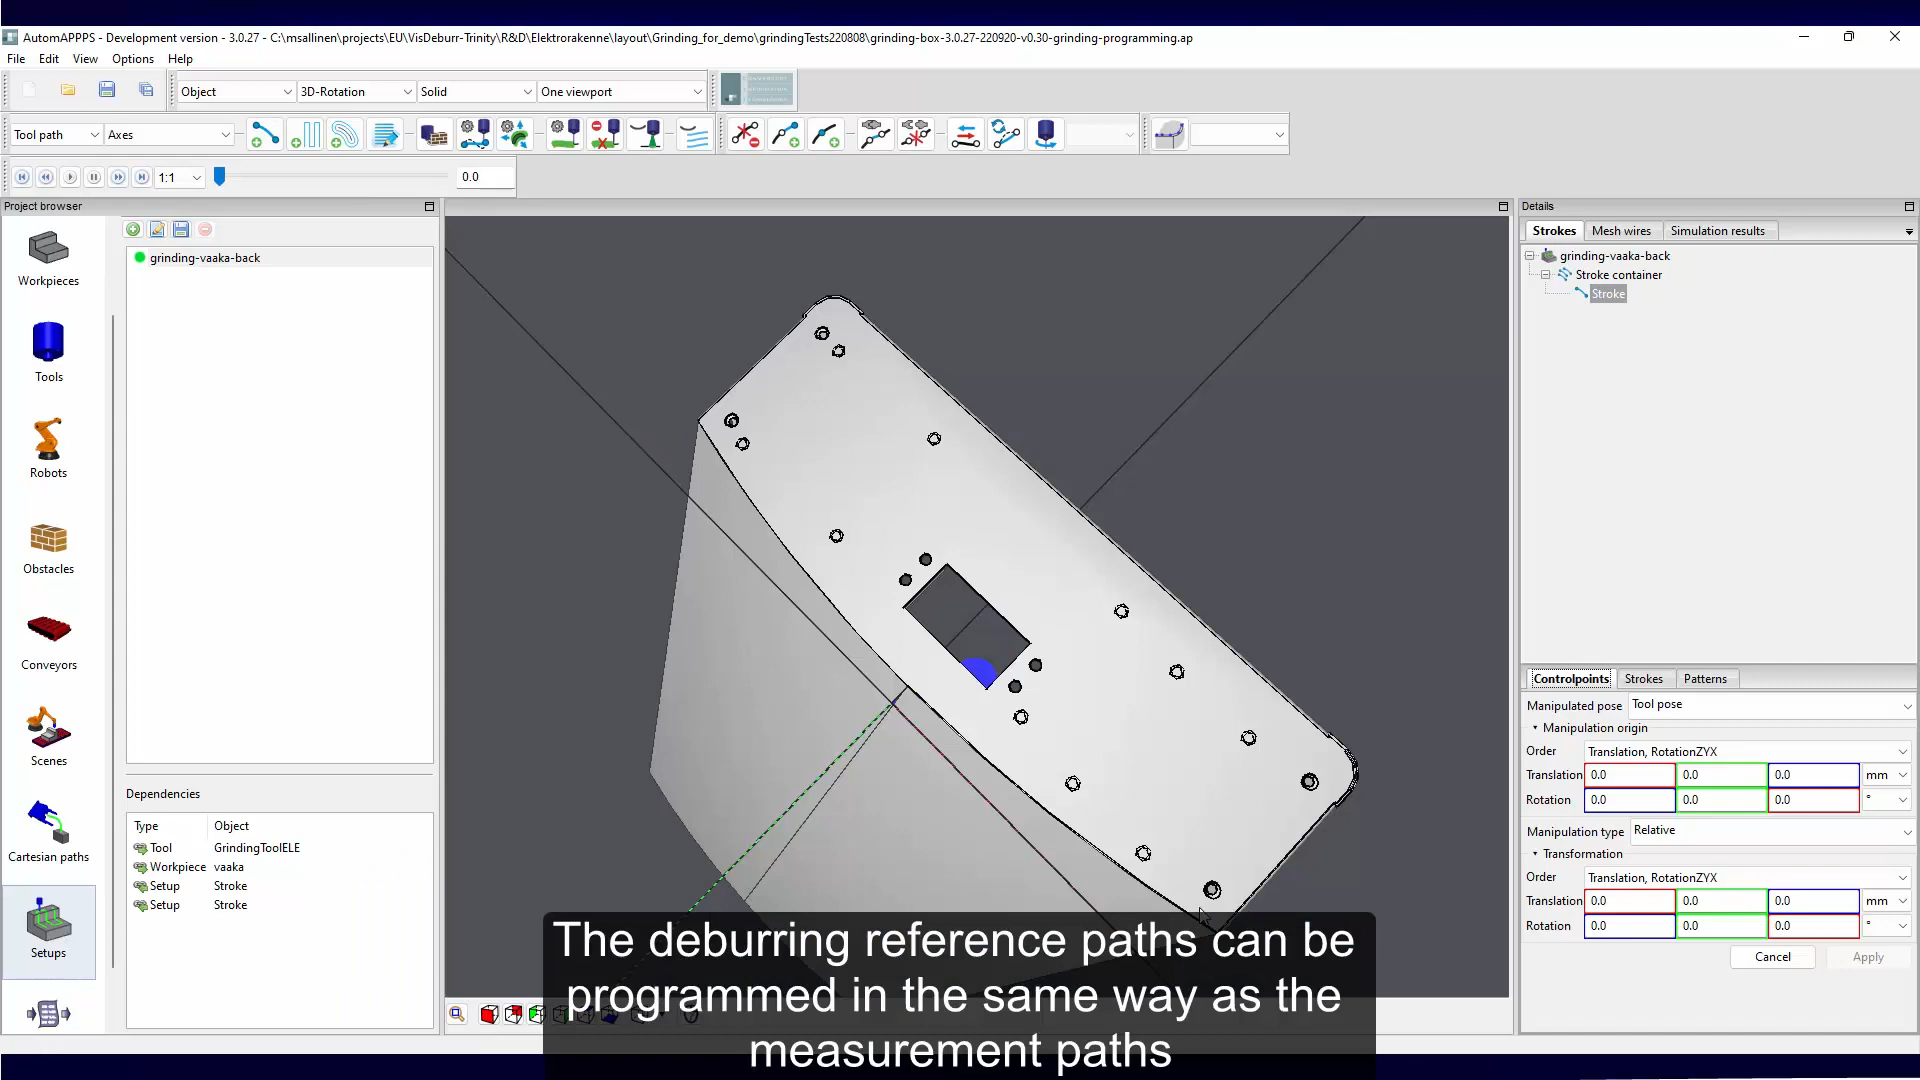 AutomAPPPS - Development version - 3.0.27 - C:\msallinen\projects\EU\VisDeburr-Trinity\R&D\Elektrorakenne\layout\Grinding_for_demo\grindingTests220808\grinding-box-3.0.27-220920-v0.30-grinding-programming.ap
File Edit View Options Help
Object 3D-Rotation Solid One viewport
Tool path Axes
1:1 0.0
Project browser
Workpieces
Tools
Robots
Obstacles
Conveyors
Scenes
Cartesian paths
Setups
grinding-vaaka-back
Dependencies
Type Object
Tool GrindingToolELE
Workpiece vaaka
Setup Stroke
Setup Stroke
Details
Strokes Mesh wires Simulation results
grinding-vaaka-back
Stroke container
Stroke
Controlpoints Strokes Patterns
Manipulated pose Tool pose
Manipulation origin
Order Translation, RotationZYX
Translation 0.0 0.0 0.0 mm
Rotation 0.0 0.0 0.0 °
Manipulation type Relative
Transformation
Order Translation, RotationZYX
Translation 0.0 0.0 0.0 mm
Rotation 0.0 0.0 0.0 °
Cancel Apply
The deburring reference paths can be
programmed in the same way as the
measurement paths